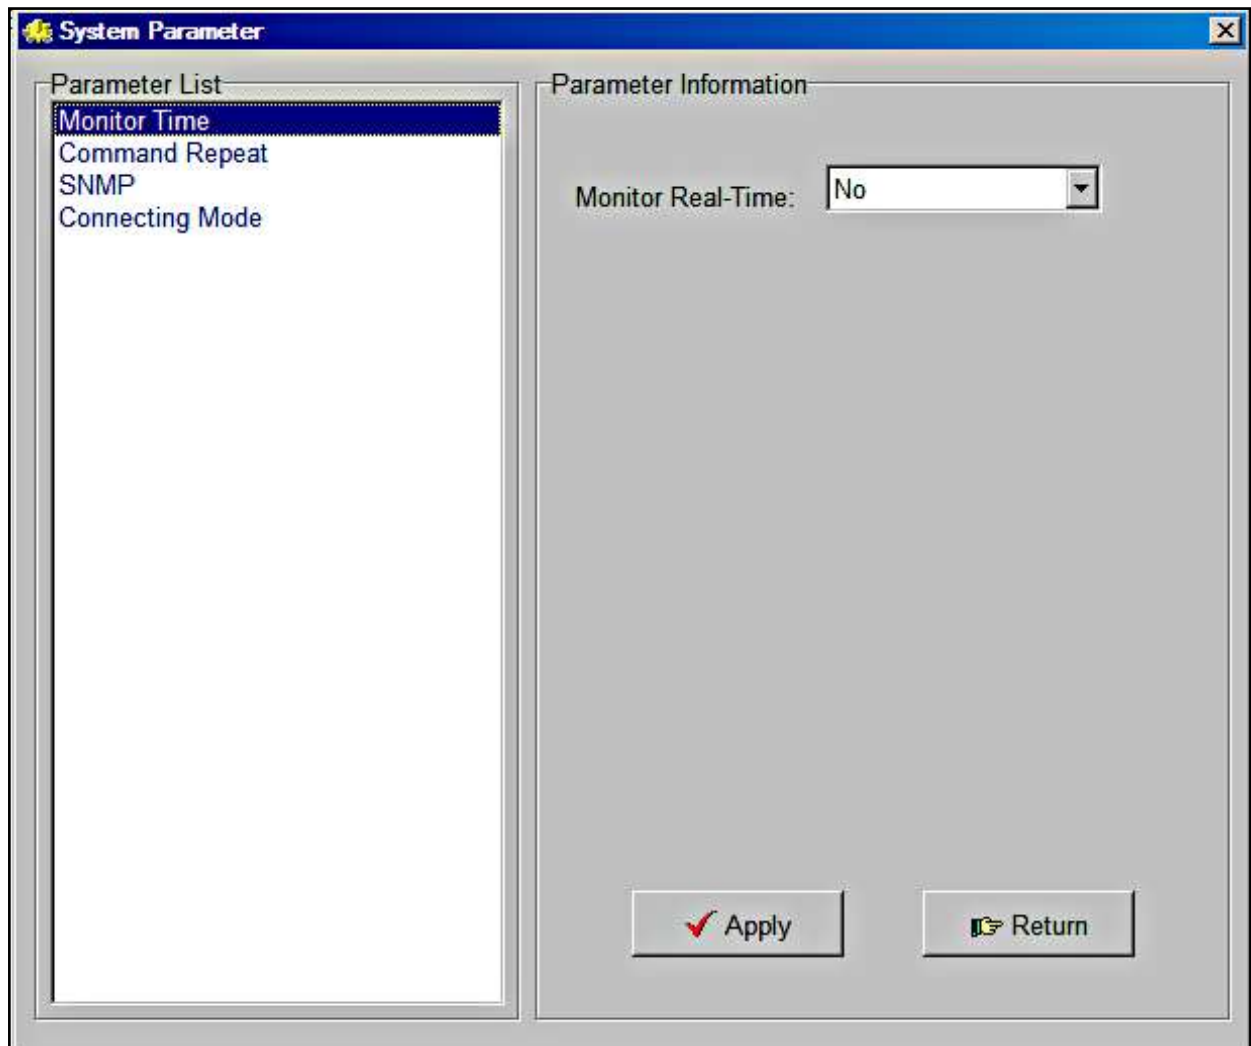 System Parameter
Parameter List
Monitor Time
Command Repeat
SNMP
Connecting Mode
Parameter Information
Monitor Real-Time:
No
Apply
Return